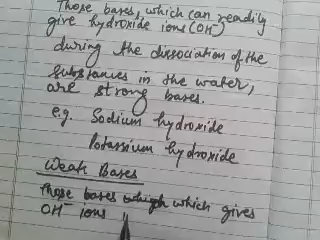 Those bases, which can readily
give hydroxide ions (OH⁻)
during the dissociation of the
substances in the water,
are strong bases.
e.g. Sodium hydroxide
Potassium hydroxide
Weak Bases
those bases which gives
OH⁻ ions